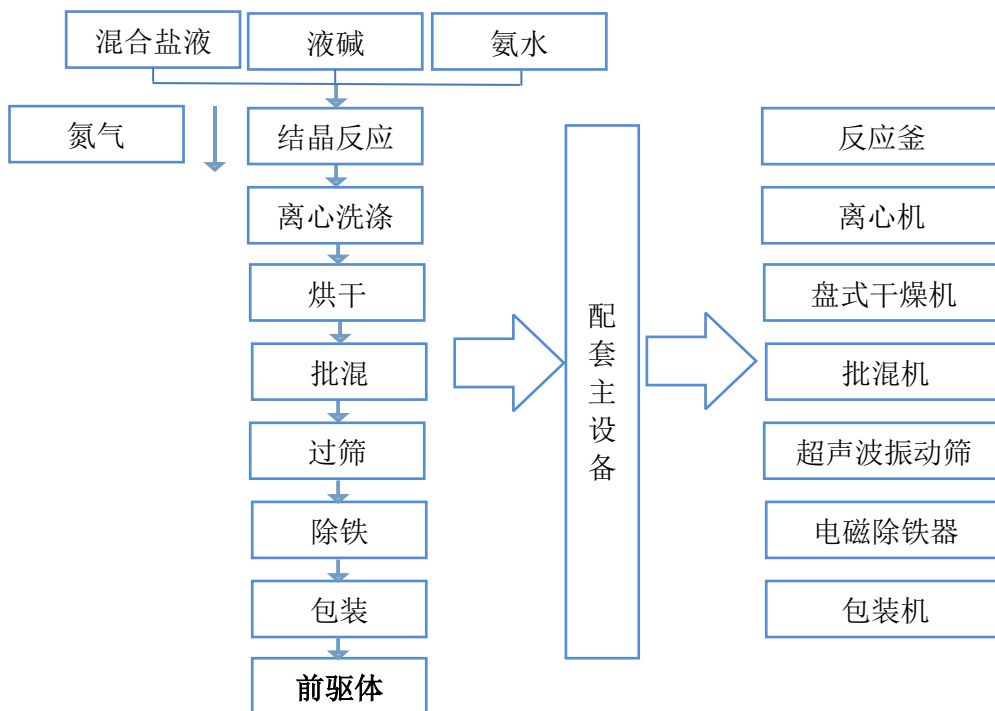 混合盐液
液碱
氨水
氮气
结晶反应
离心洗涤
烘干
批混
过筛
除铁
包装
前驱体
配套主设备
反应釜
离心机
盘式干燥机
批混机
超声波振动筛
电磁除铁器
包装机